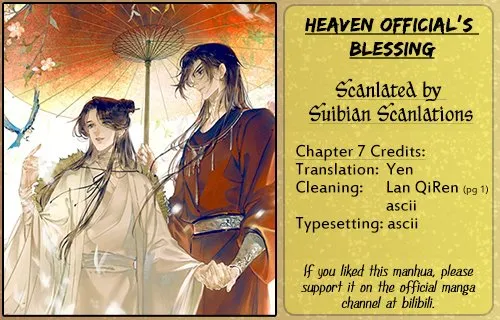 HEAVEN OFFICIAL'S
BLESSING
Scanlated by
Suibian Scanlations
Chapter 7 Credits:
Translation: Yen
Cleaning: Lan QiRen (pg 1)
ascii
Typesetting: ascii
If you liked this manhua, please
support it on the official manga
channel at bilibili.